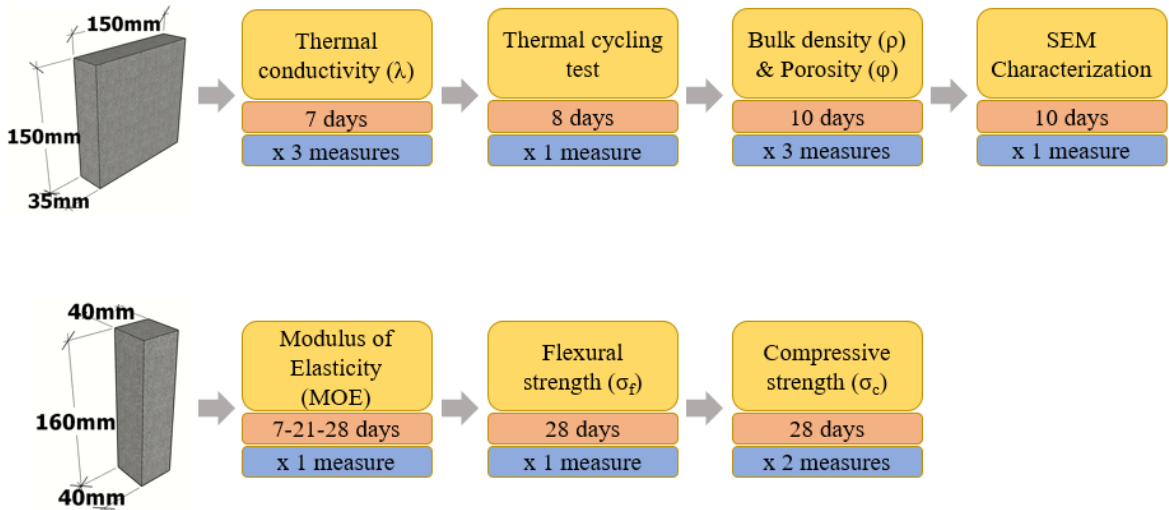 150mm
150mm
35mm
Thermal
conductivity (λ)
7 days
x 3 measures
Thermal cycling
test
8 days
x 1 measure
Bulk density (ρ)
& Porosity (φ)
10 days
x 3 measures
SEM
Characterization
10 days
x 1 measure
40mm
160mm
40mm
Modulus of
Elasticity
(MOE)
7-21-28 days
x 1 measure
Flexural
strength (σf)
28 days
x 1 measure
Compressive
strength (σc)
28 days
x 2 measures